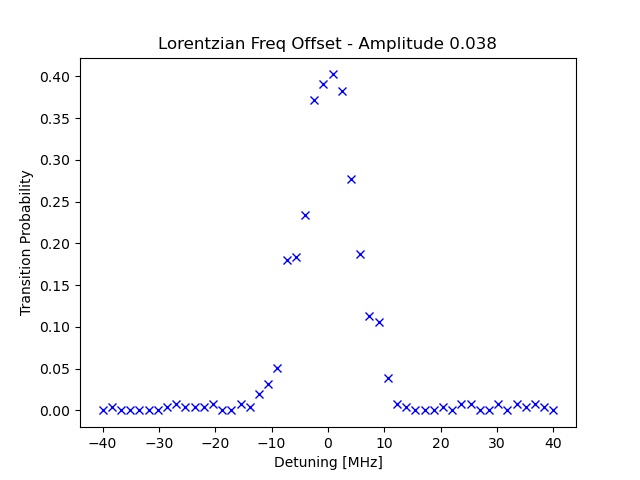 Lorentzian Freq Offset - Amplitude 0.038
0.40
0.35
0.30
0.25
0.20
0.15
0.10
0.05
0.00
Transition Probability
−40 −30 −20 −10 0 10 20 30 40
Detuning [MHz]